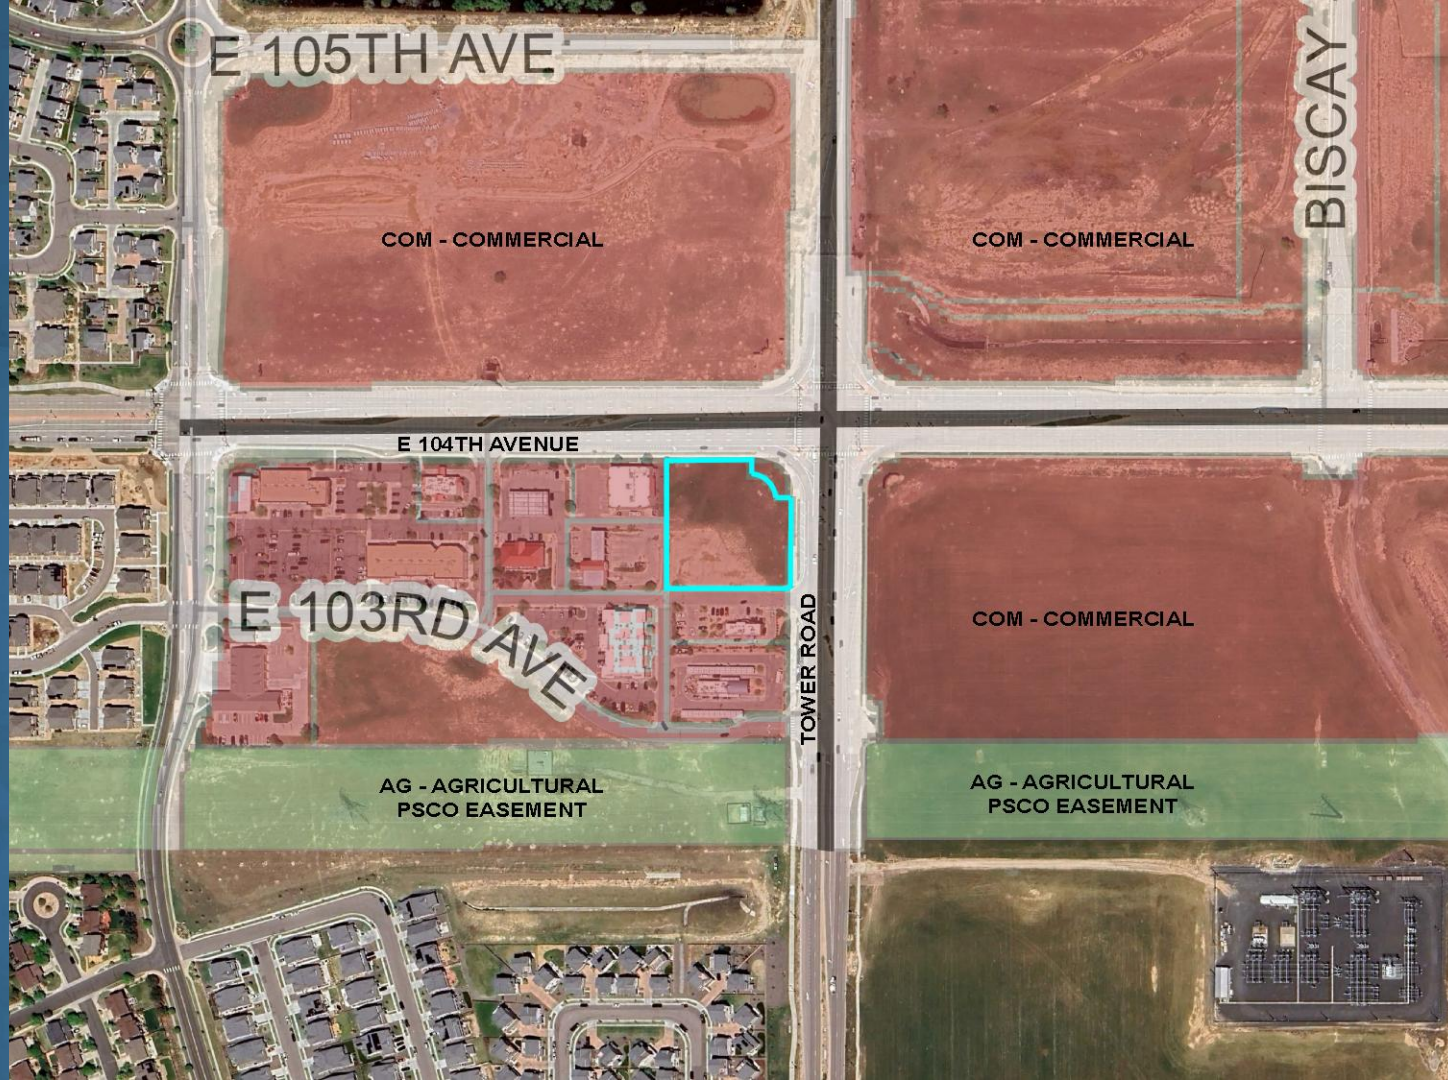 E 105TH AVE
BISCAY
COM - COMMERCIAL
COM - COMMERCIAL
E 104TH AVENUE
E 103RD AVE
TOWER ROAD
COM - COMMERCIAL
AG - AGRICULTURAL
PSCO EASEMENT
AG - AGRICULTURAL
PSCO EASEMENT